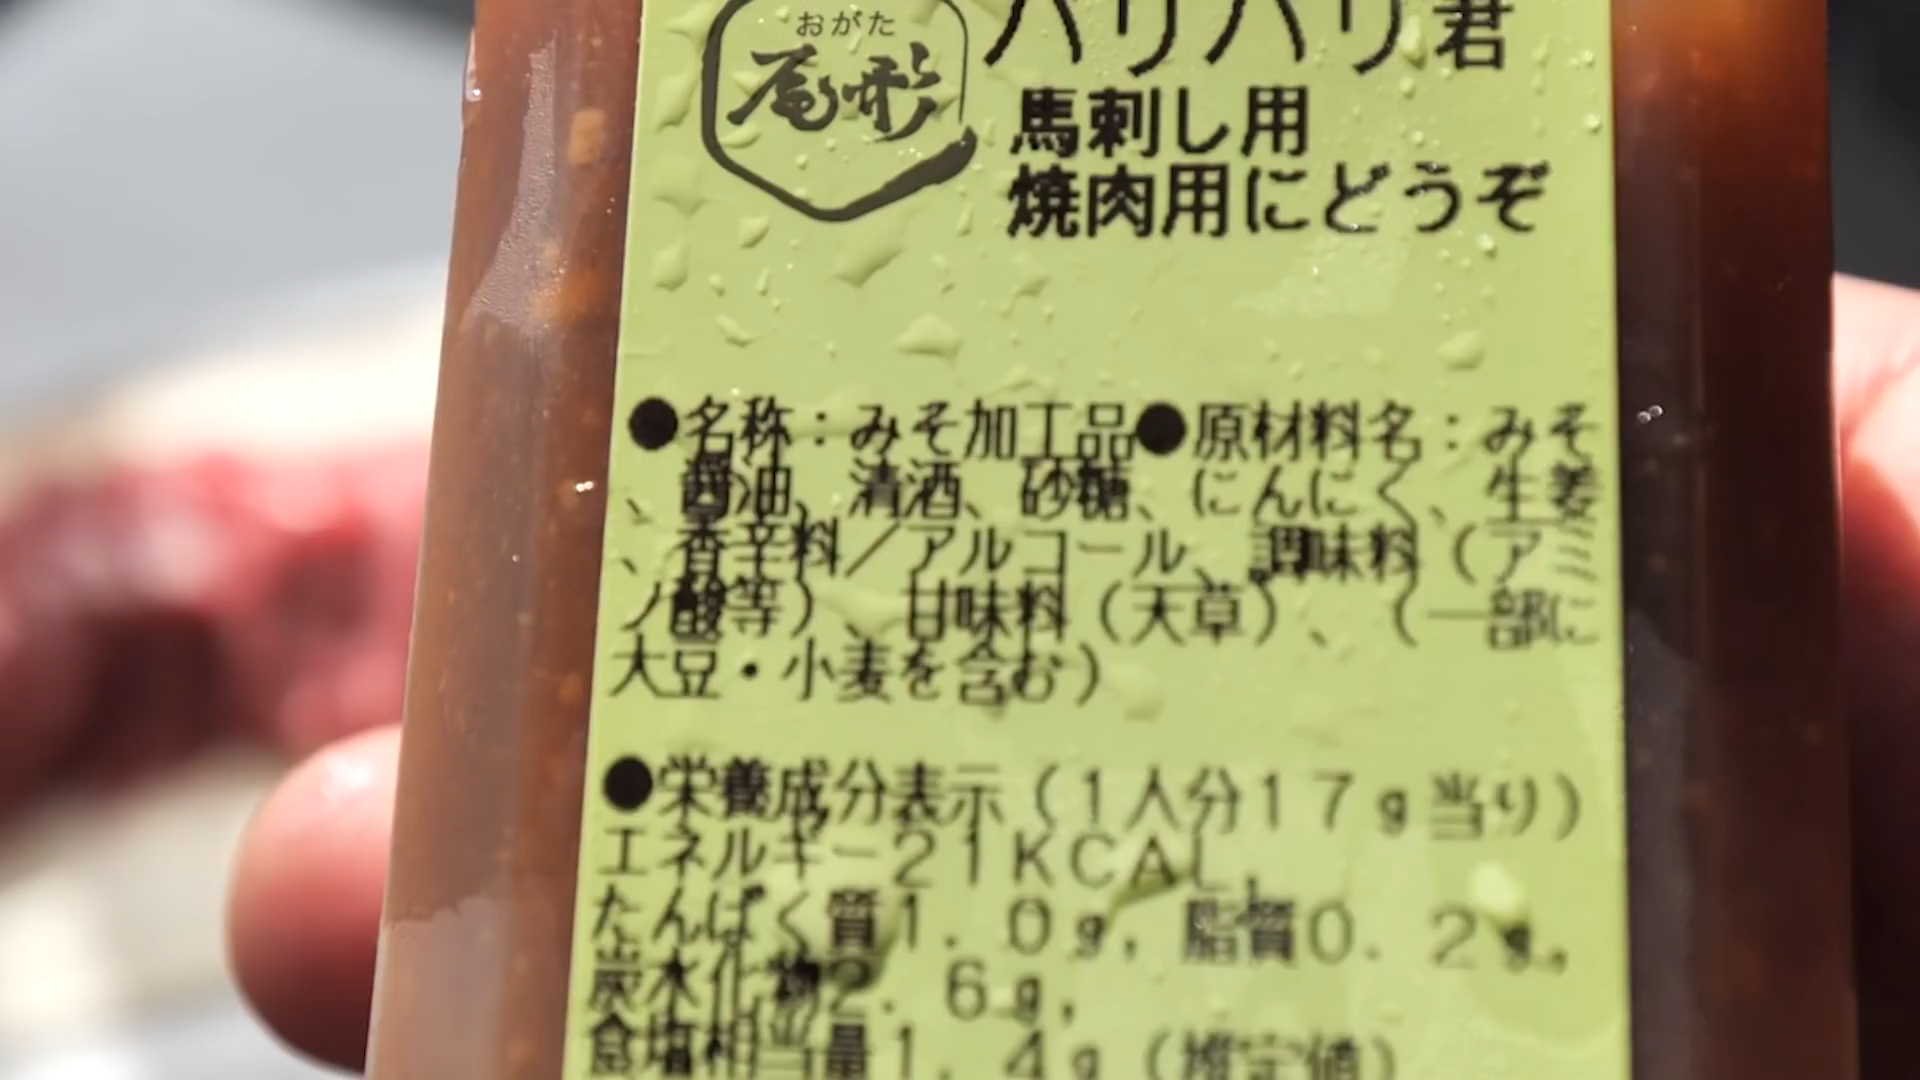 おがた
尾形
バリバリ君
馬刺し用
焼肉用にどうぞ
●名称：みそ加工品●原材料名：みそ
、醤油、清酒、砂糖、にんにく、生姜
、香辛料／アルコール、調味料（アミ
ノ酸等）、甘味料（天草）、（一部に
大豆・小麦を含む）
●栄養成分表示（1人分17g当り）
エネルギー21KCAL,
たんぱく質1.0g,脂質0.2g,
炭水化物2.6g,
食塩相当量1.4g（推定値）